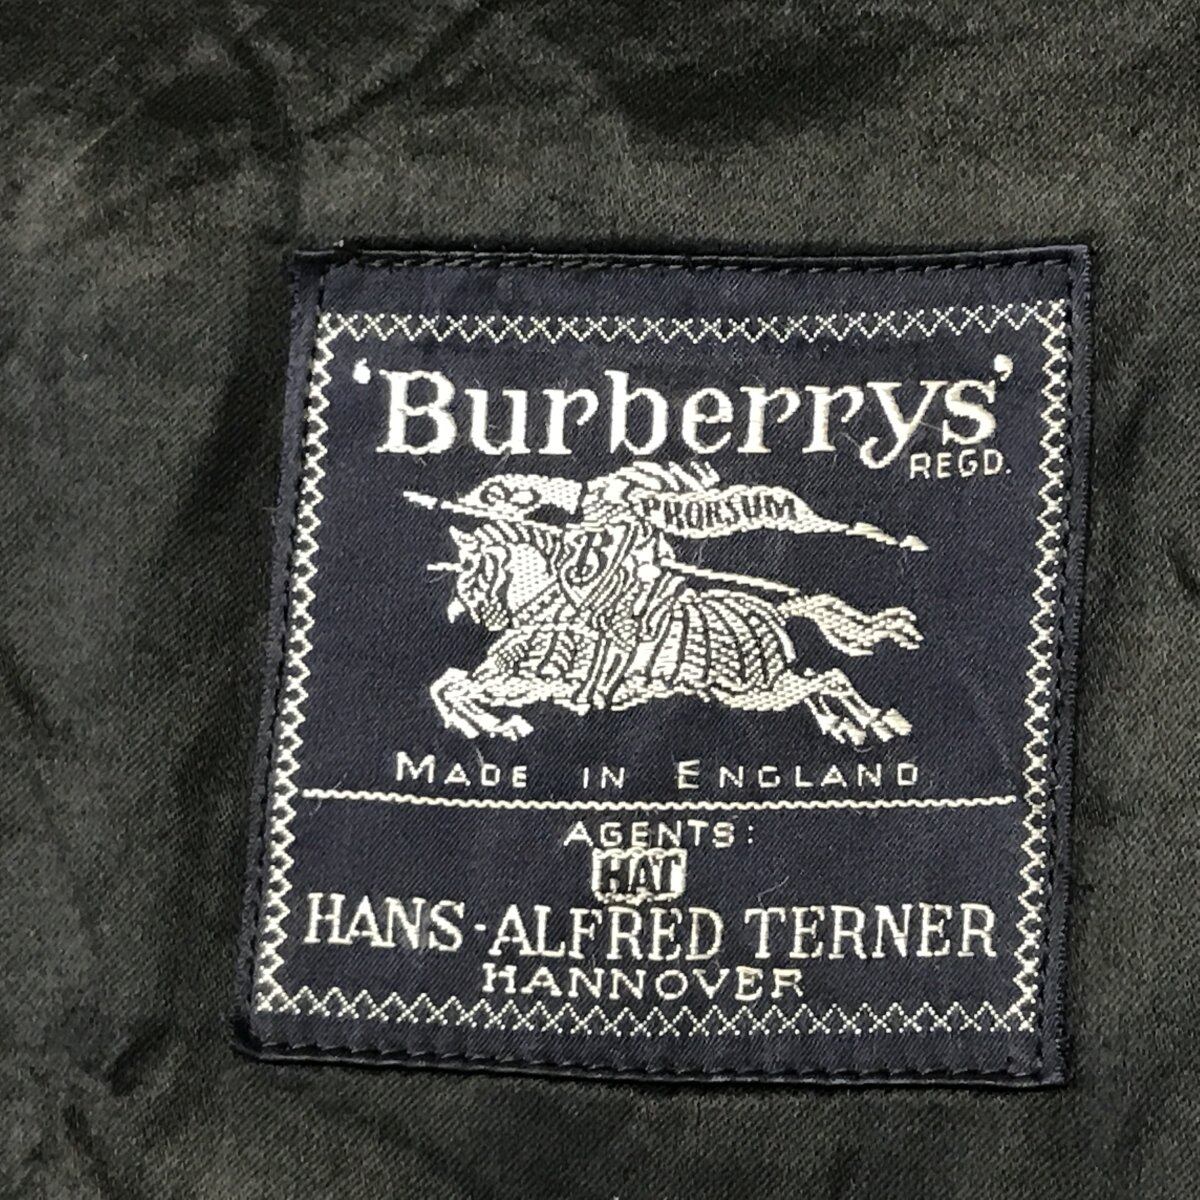 'Burberrys'
REGD.
PRORSUM
B
MADE IN ENGLAND
AGENTS:
HAT
HANS-ALFRED TERNER
HANNOVER